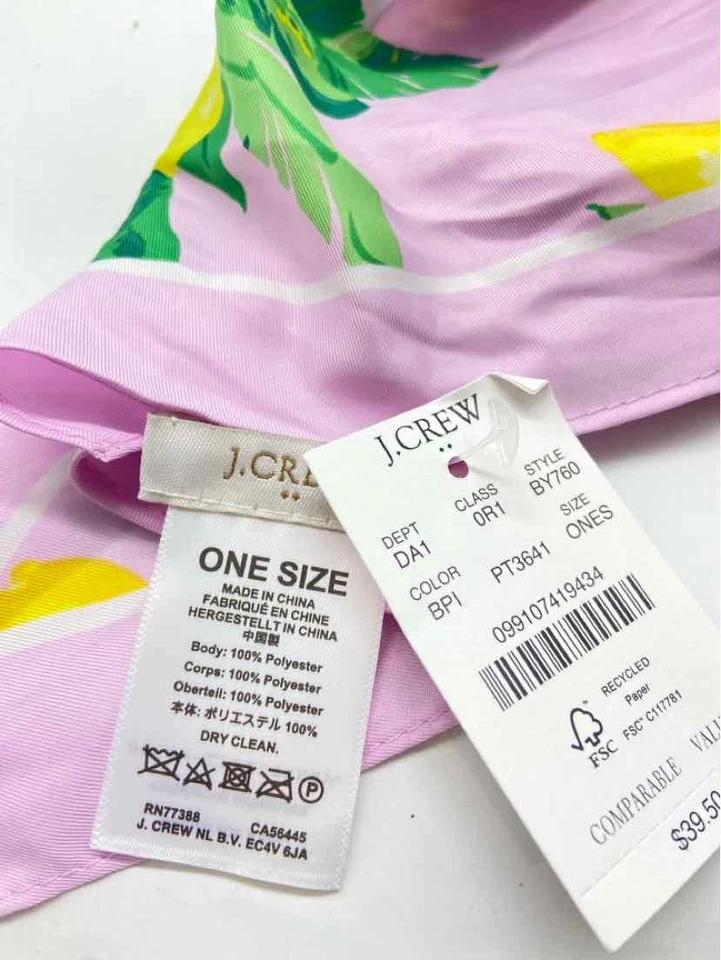 J.CRE
ONE SIZE
MADE IN CHINA
FABRIQUÉ EN CHINE
HERGESTELLT IN CHINA
中国製
Body: 100% Polyester
Corps: 100% Polyester
Oberteil: 100% Polyester
本体: ポリエステル 100%
DRY CLEAN.
P
RN77388 CA56445
J. CREW NL B.V. EC4V 6JA
J.CREW
DEPT CLASS STYLE
DA1 0R1 BY760
COLOR SIZE
BPI PT3641 ONES
099107419434
RECYCLED
Paper
FSC FSC™ C117781
COMPARABLE VALU
$39.50